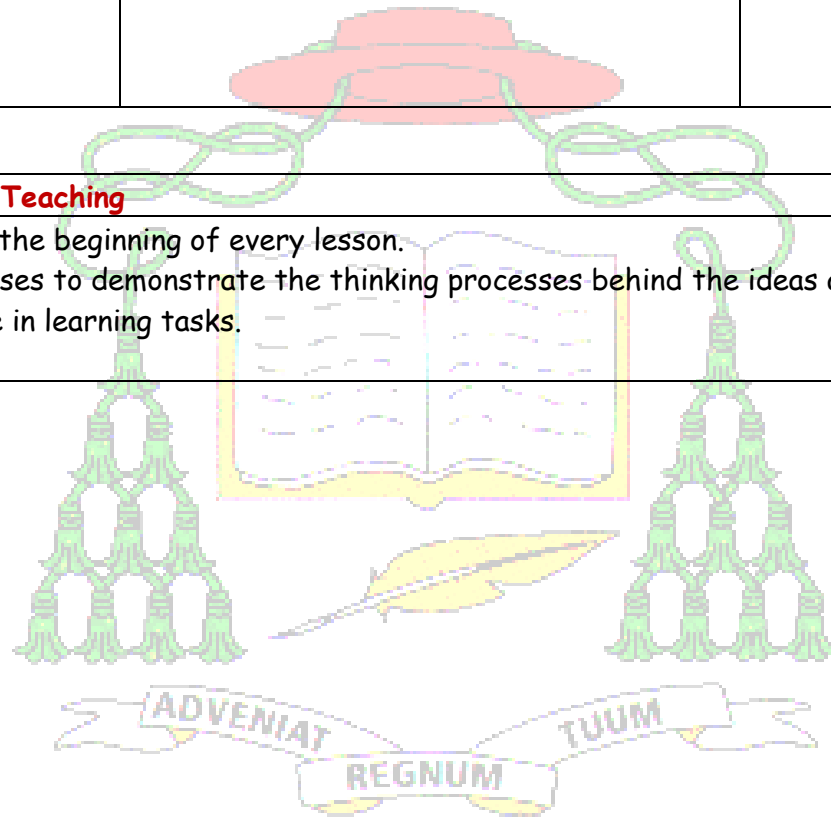 Teaching
the beginning of every lesson.
ses to demonstrate the thinking processes behind the ideas
in learning tasks.
ADVENIAT
TUUM
REGNUM